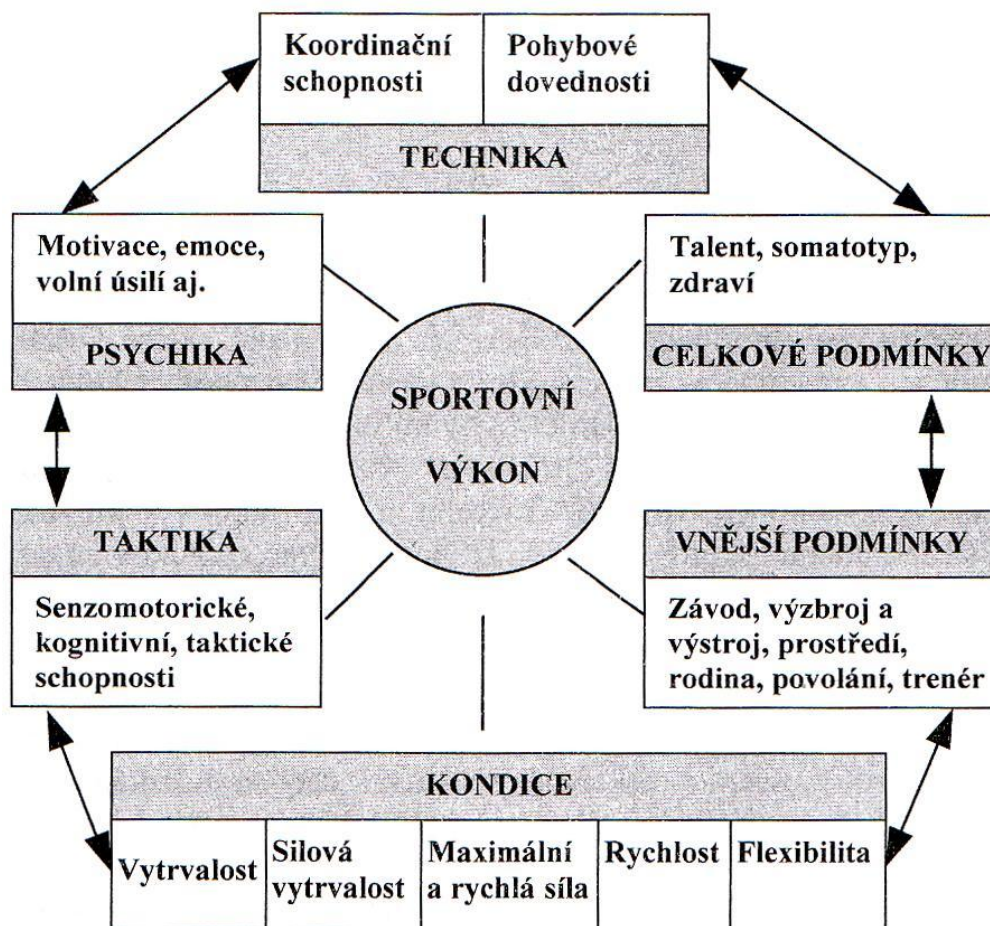 Koordinační
schopnosti
Pohybové
dovednosti
TECHNIKA
Motivace, emoce,
volní úsilí aj.
PSYCHIKA
Talent, somatotyp,
zdraví
CELKOVÉ PODMÍNKY
SPORTOVNÍ
VÝKON
TAKTIKA
Senzomotorické,
kognitivní, taktické
schopnosti
VNĚJŠÍ PODMÍNKY
Závod, výzbroj a
výstroj, prostředí,
rodina, povolání, trenér
KONDICE
Vytrvalost
Silová
vytrvalost
Maximální
a rychlá síla
Rychlost
Flexibilita